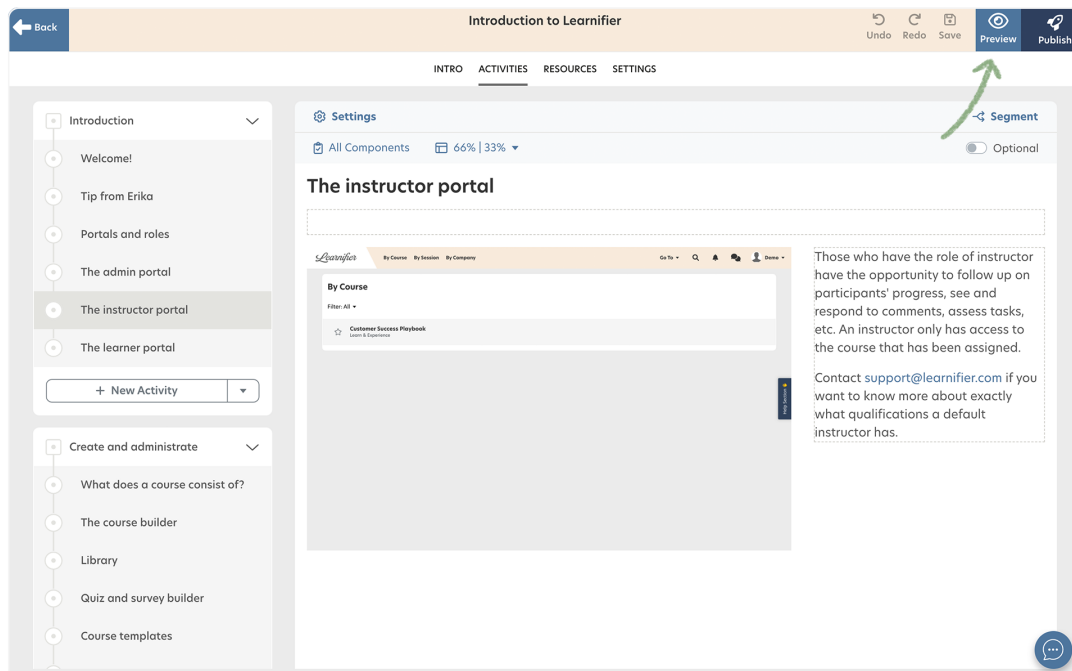 Back
Introduction to Learnifier
Undo
Redo
Save
Preview
Publish
INTRO
ACTIVITIES
RESOURCES
SETTINGS
Introduction
Welcome!
Tip from Erika
Portals and roles
The admin portal
The instructor portal
The learner portal
+ New Activity
Create and administrate
What does a course consist of?
The course builder
Library
Quiz and survey builder
Course templates
Settings
Segment
All Components
66% | 33%
Optional
The instructor portal
Learnifier
By Course
By Session
By Company
Go To
Demo
By Course
Filter: All
Customer Success Playbook
Learn & Experience
Help Section
Those who have the role of instructor
have the opportunity to follow up on
participants' progress, see and
respond to comments, assess tasks,
etc. An instructor only has access to
the course that has been assigned.
Contact support@learnifier.com if you
want to know more about exactly
what qualifications a default
instructor has.